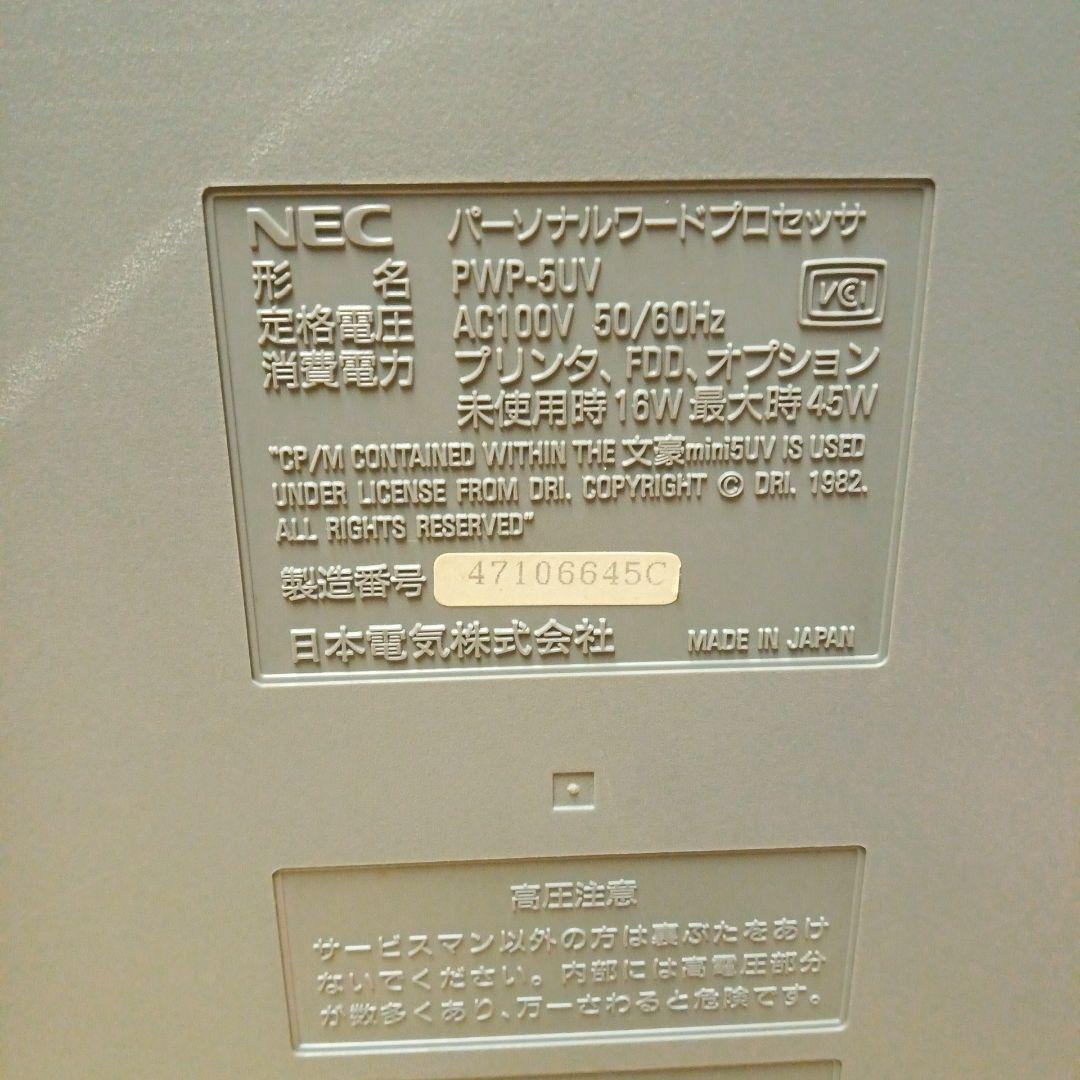 NEC パーソナルワードプロセッサ
形 名 PWP-5UV
VCI
定格電圧 AC100V 50/60Hz
消費電力 プリンタ、FDD、オプション
未使用時16W 最大時45W
"CP/M CONTAINED WITHIN THE 文豪mini5UV IS USED
UNDER LICENSE FROM DRI. COPYRIGHT © DRI. 1982.
ALL RIGHTS RESERVED"
製造番号 47106645C
日本電気株式会社 MADE IN JAPAN
高圧注意
サービスマン以外の方は裏ぶたをあけ
ないでください。内部には高電圧部分
が数多くあり、万一さわると危険です。